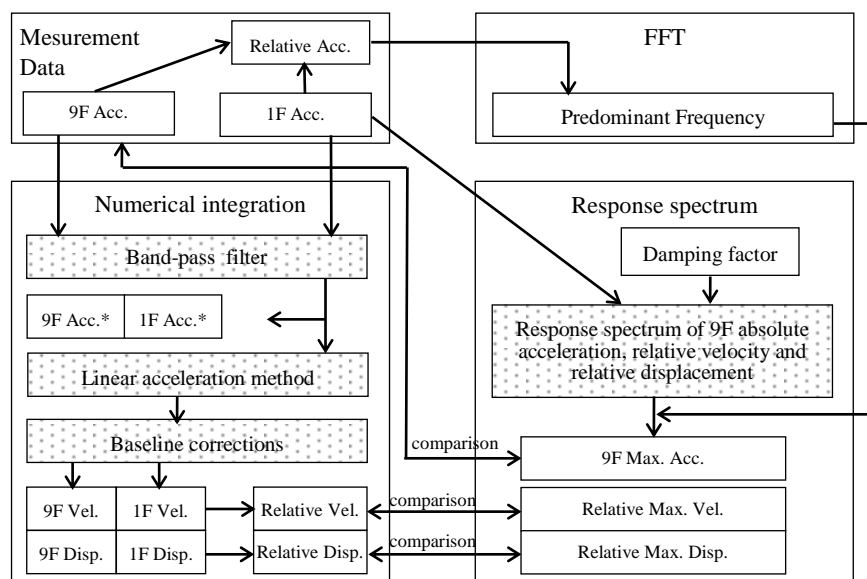 Mesurement
Data
Relative Acc.
9F Acc.
1F Acc.
FFT
Predominant Frequency
Numerical integration
Band-pass filter
9F Acc.*
1F Acc.*
Linear acceleration method
Baseline corrections
9F Vel.
1F Vel.
Relative Vel.
9F Disp.
1F Disp.
Relative Disp.
comparison
comparison
comparison
Response spectrum
Damping factor
Response spectrum of 9F absolute
acceleration, relative velocity and
relative displacement
9F Max. Acc.
Relative Max. Vel.
Relative Max. Disp.